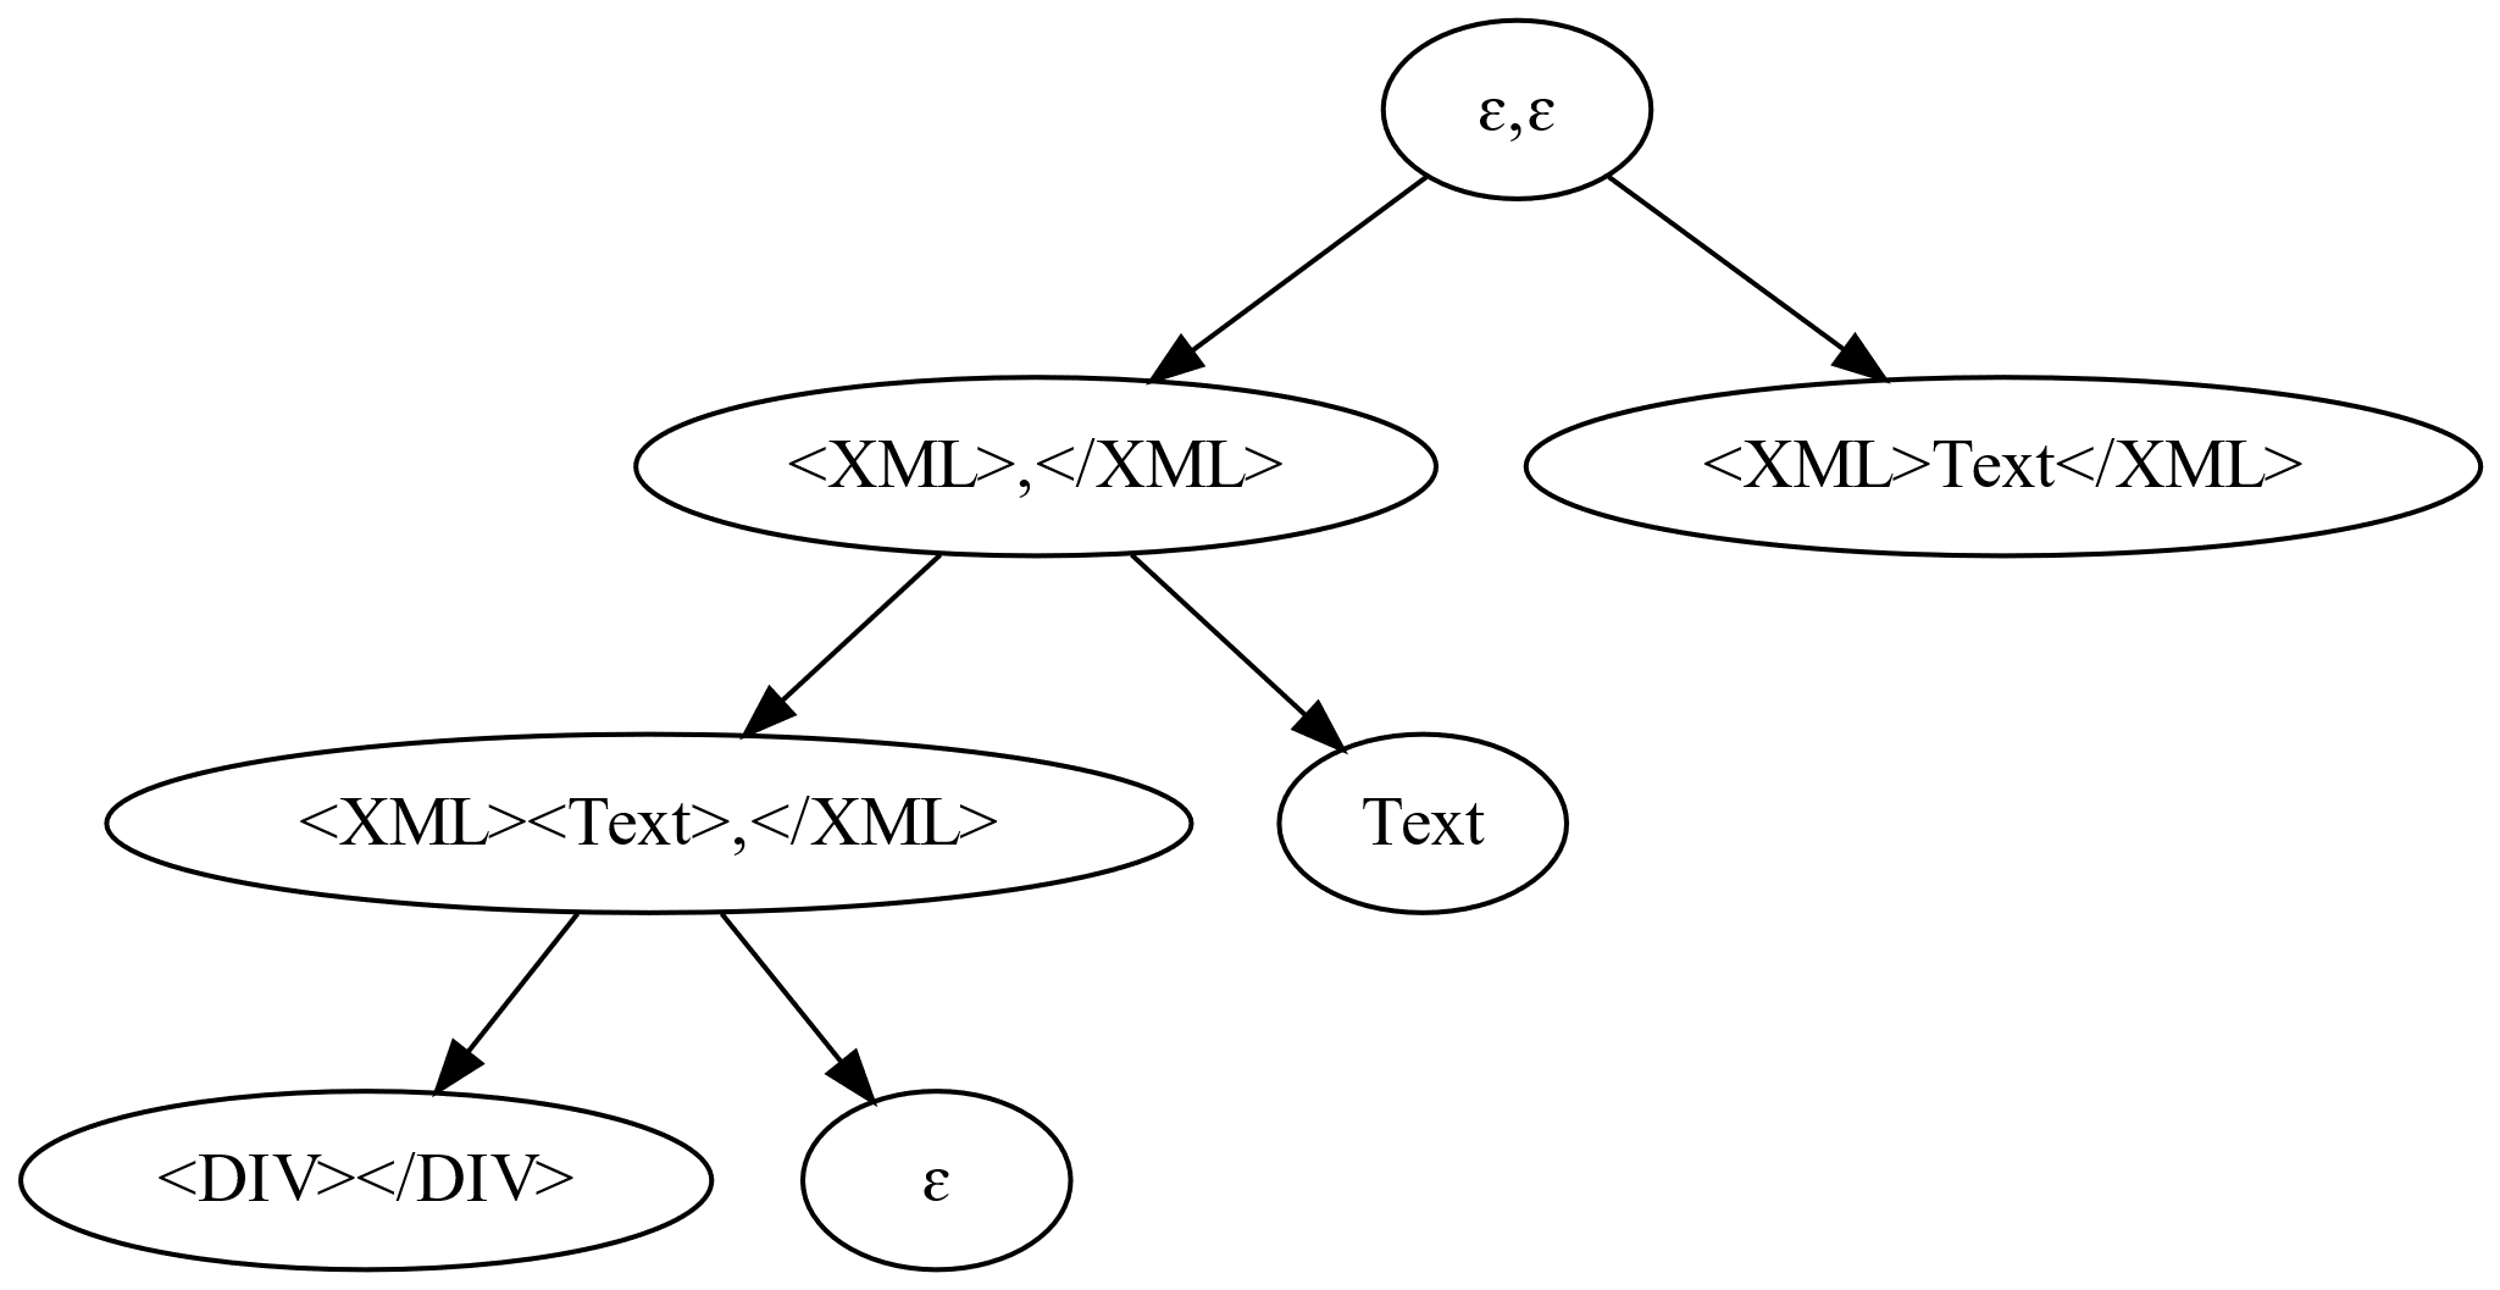 ε,ε
<XML>,</XML>
<XML>Text</XML>
<XML><Text>,</XML>
Text
<DIV></DIV>
ε